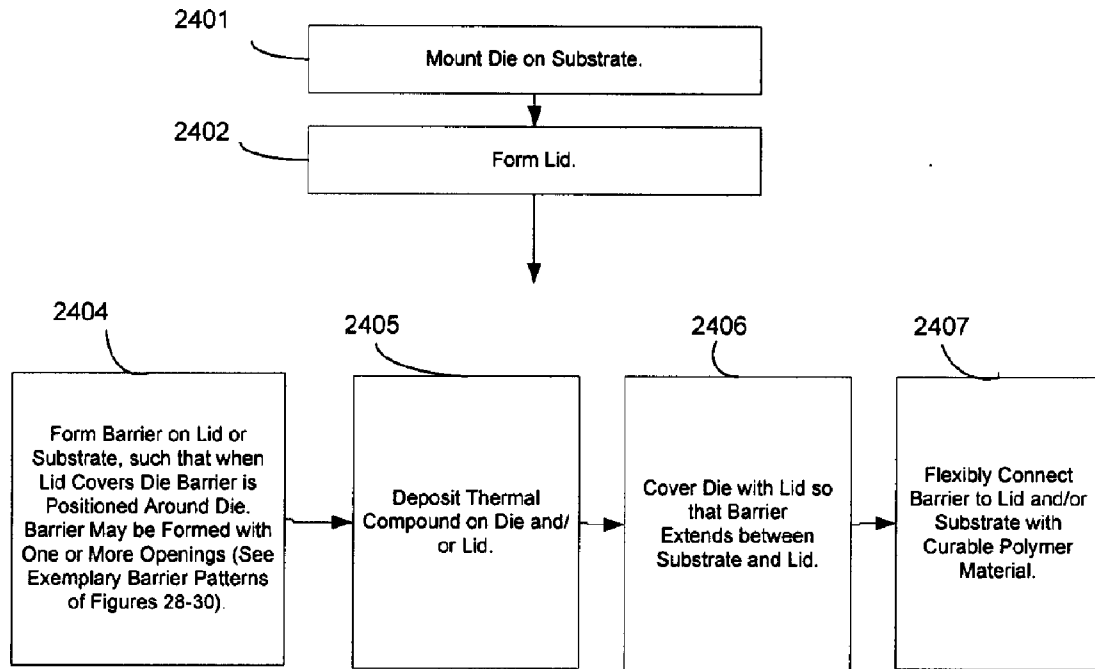 2401
Mount Die on Substrate.
2402
Form Lid.
2404
Form Barrier on Lid or
Substrate, such that when
Lid Covers Die Barrier is
Positioned Around Die.
Barrier May be Formed with
One or More Openings (See
Exemplary Barrier Patterns
of Figures 28-30).
2405
Deposit Thermal
Compound on Die and/
or Lid.
2406
Cover Die with Lid so
that Barrier
Extends between
Substrate and Lid.
2407
Flexibly Connect
Barrier to Lid and/or
Substrate with
Curable Polymer
Material.